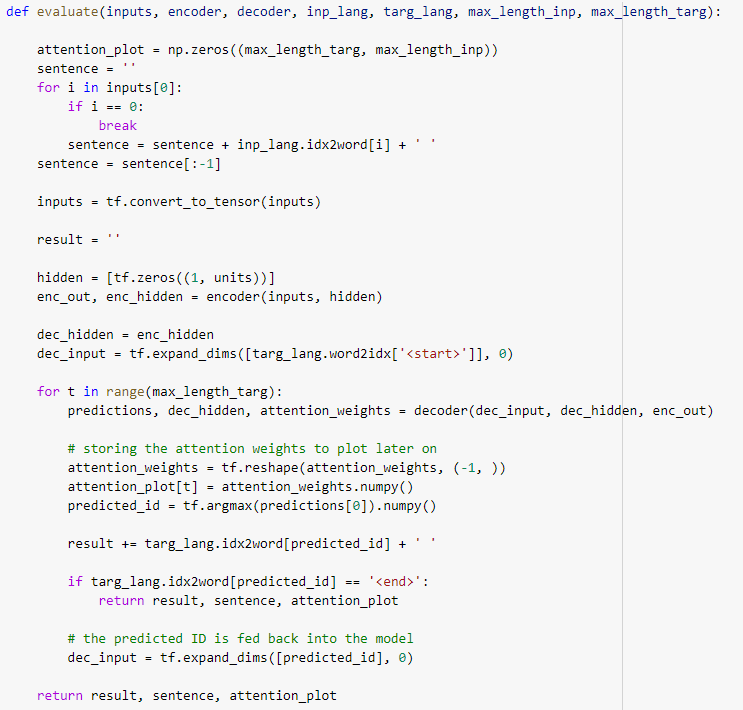 def evaluate(inputs, encoder, decoder, inp_lang, targ_lang, max_length_inp, max_length_targ):
    attention_plot = np.zeros((max_length_targ, max_length_inp))
    sentence = ''
    for i in inputs[0]:
        if i == 0:
            break
        sentence = sentence + inp_lang.idx2word[i] + ' '
    sentence = sentence[:-1]
    inputs = tf.convert_to_tensor(inputs)
    result = ''
    hidden = [tf.zeros((1, units))]
    enc_out, enc_hidden = encoder(inputs, hidden)
    dec_hidden = enc_hidden
    dec_input = tf.expand_dims([targ_lang.word2idx['<start>']], 0)
    for t in range(max_length_targ):
        predictions, dec_hidden, attention_weights = decoder(dec_input, dec_hidden, enc_out)
        # storing the attention weights to plot later on
        attention_weights = tf.reshape(attention_weights, (-1, ))
        attention_plot[t] = attention_weights.numpy()
        predicted_id = tf.argmax(predictions[0]).numpy()
        result += targ_lang.idx2word[predicted_id] + ' '
        if targ_lang.idx2word[predicted_id] == '<end>':
            return result, sentence, attention_plot
        # the predicted ID is fed back into the model
        dec_input = tf.expand_dims([predicted_id], 0)
    return result, sentence, attention_plot